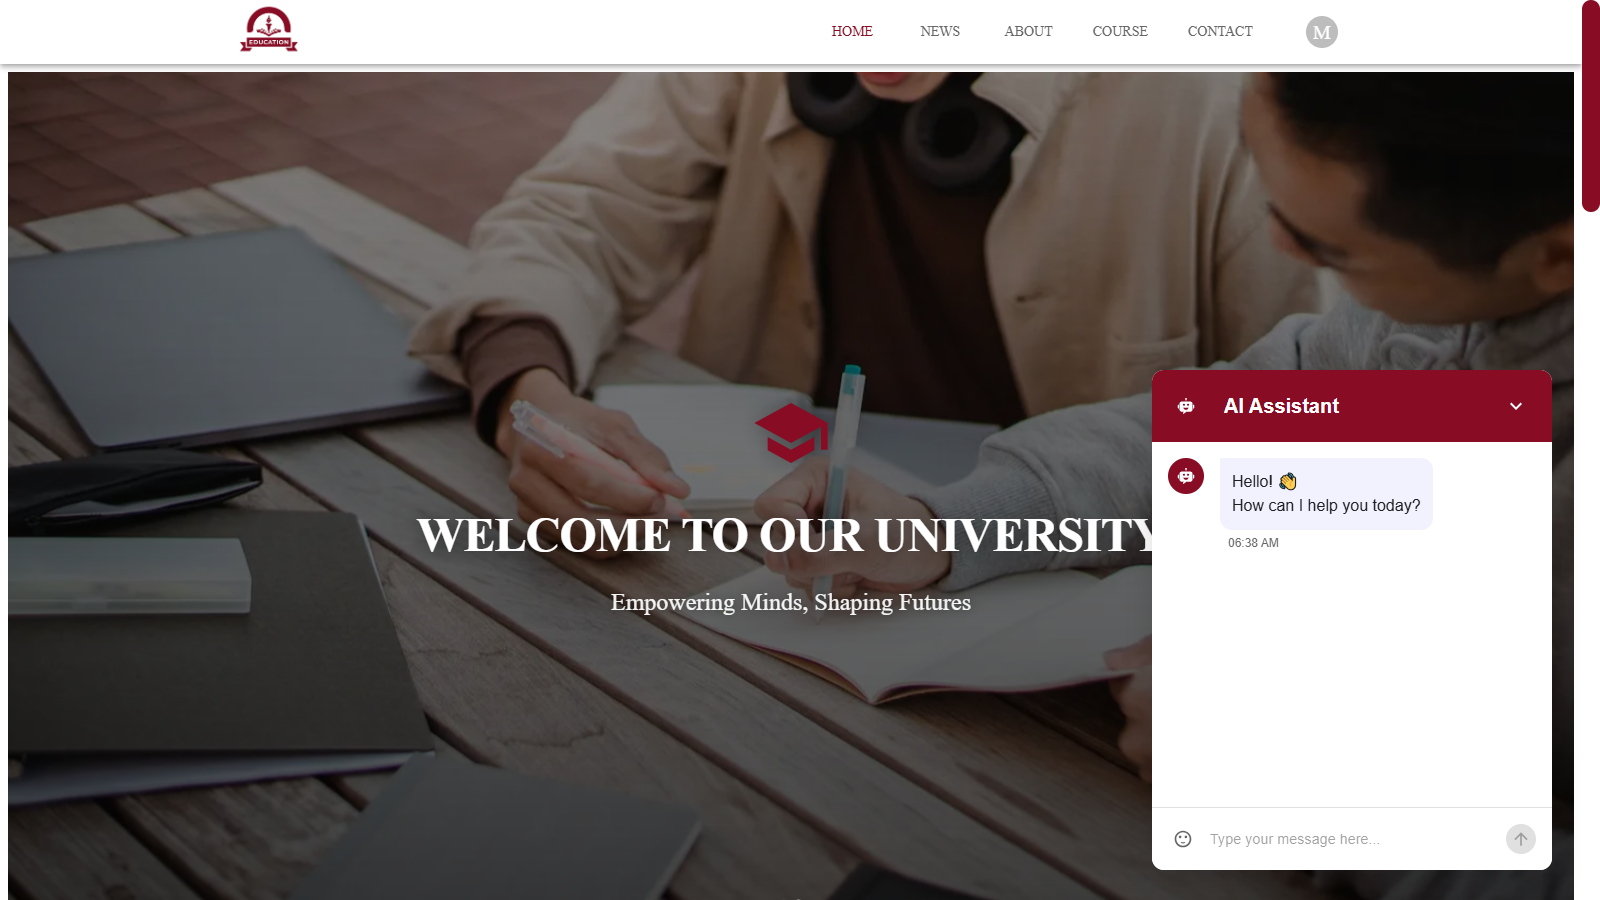 EDUCATION
HOME
NEWS
ABOUT
COURSE
CONTACT
M
WELCOME TO OUR UNIVERSITY
Empowering Minds, Shaping Futures
AI Assistant
Hello! 👋
How can I help you today?
06:38 AM
Type your message here...